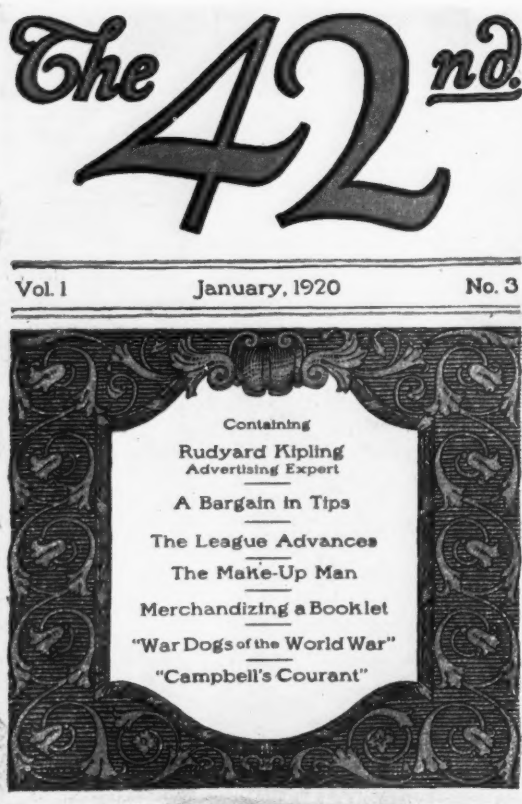 The 42nd.
Vol. 1 January, 1920 No. 3
Containing
Rudyard Kipling
Advertising Expert
A Bargain in Tips
The League Advances
The Make-Up Man
Merchandizing a Booklet
"War Dogs of the World War"
"Campbell's Courant"